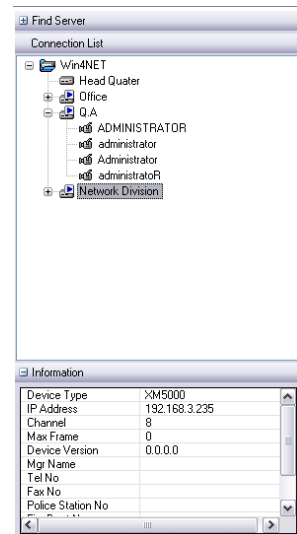 Find Server
Connection List
Win4NET
Head Quater
Office
Q.A
ADMINISTRATOR
administrator
Administrator
administratoR
Network Division
Information
Device Type XM5000
IP Address 192.168.3.235
Channel 8
Max Frame 0
Device Version 0.0.0.0
Mgr Name
Tel No
Fax No
Police Station No